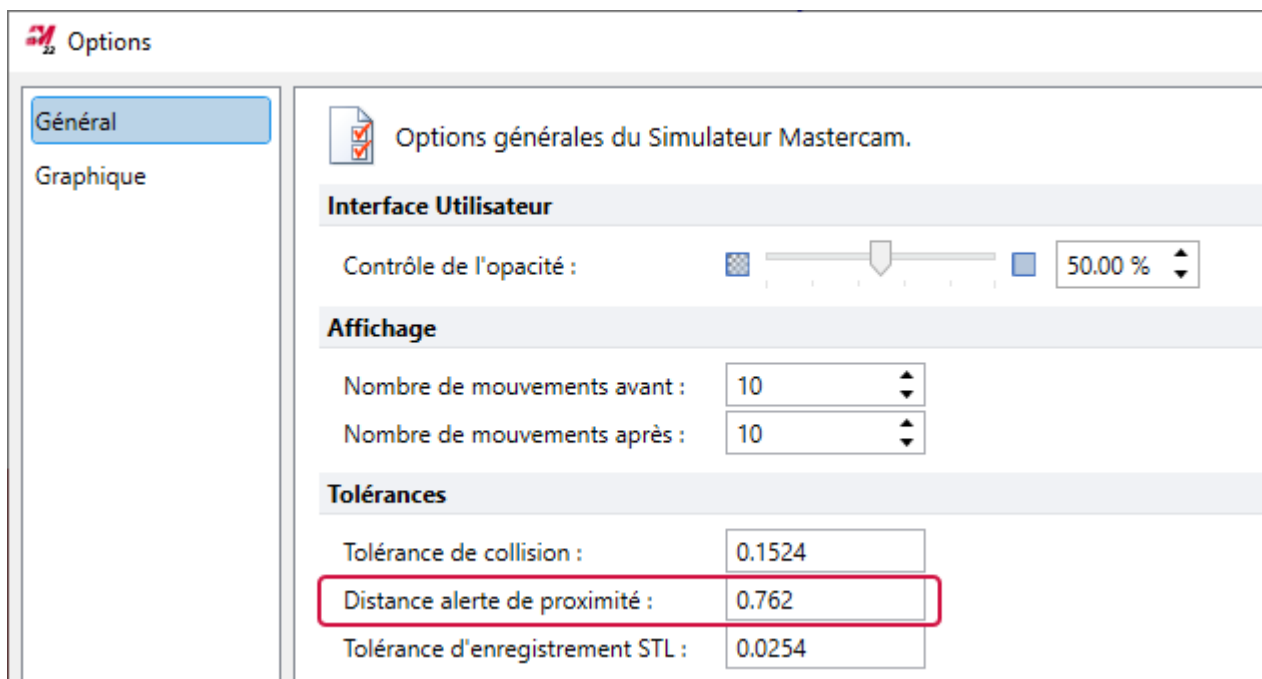 22 Options
Général
Graphique
Options générales du Simulateur Mastercam.
Interface Utilisateur
Contrôle de l'opacité : 50.00 %
Affichage
Nombre de mouvements avant : 10
Nombre de mouvements après : 10
Tolérances
Tolérance de collision : 0.1524
Distance alerte de proximité : 0.762
Tolérance d'enregistrement STL : 0.0254